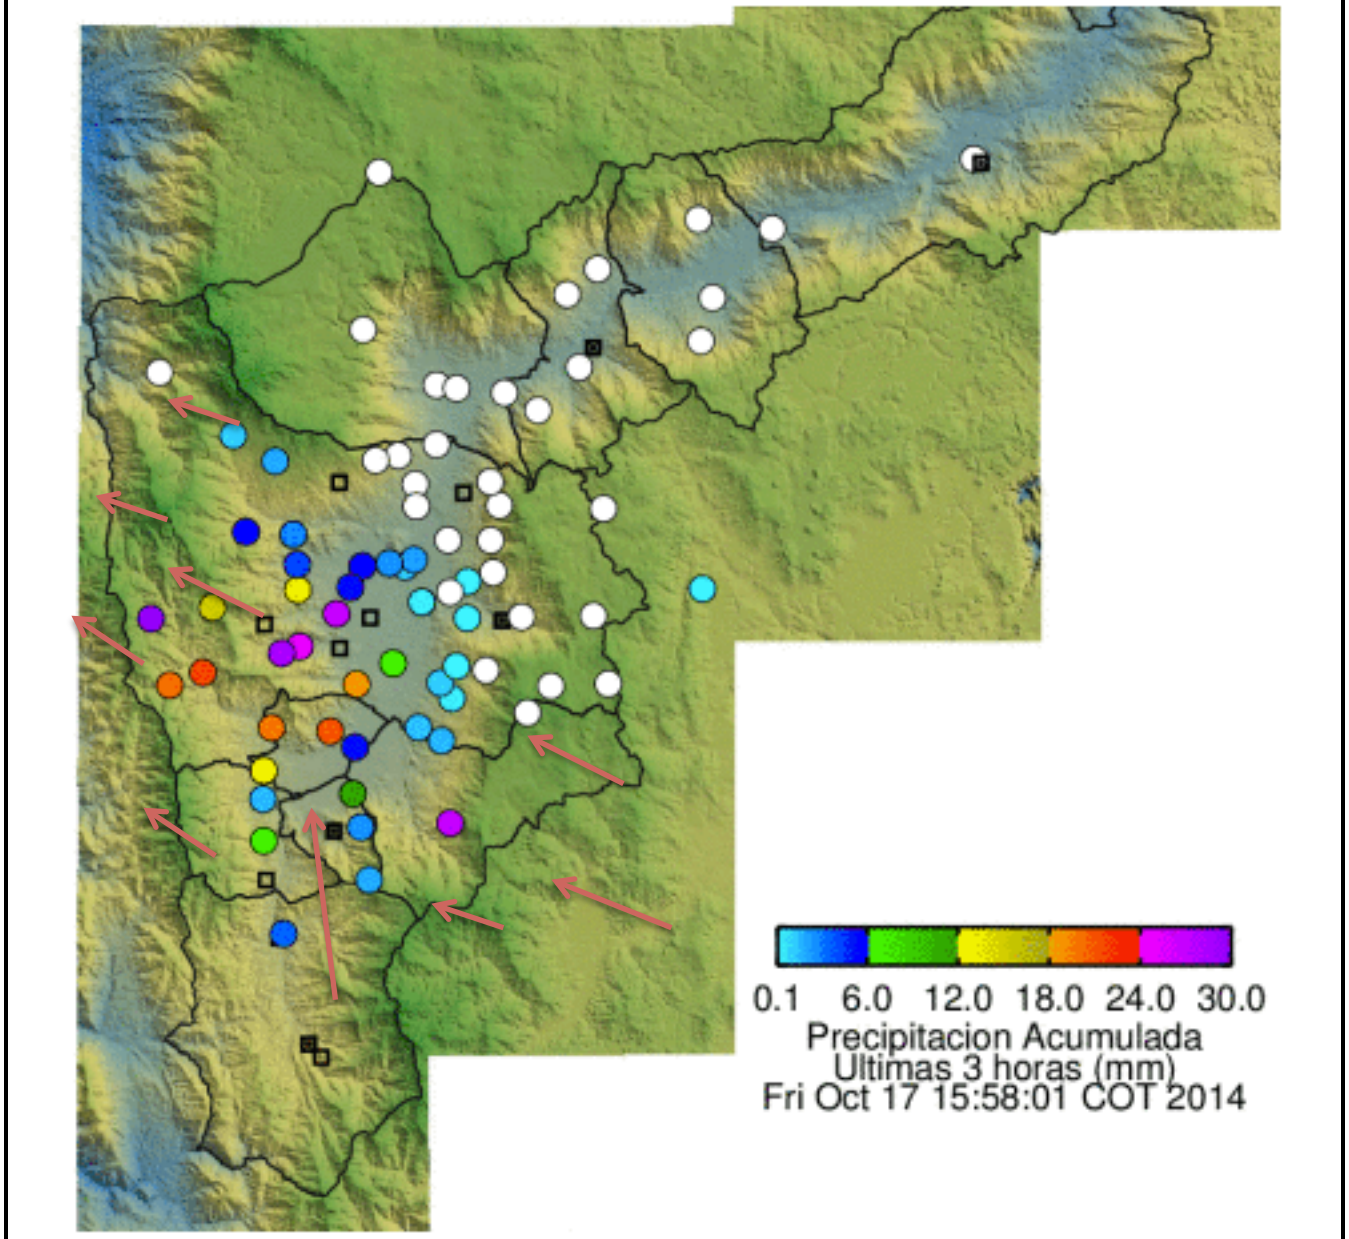 0.1 6.0 12.0 18.0 24.0 30.0
Precipitacion Acumulada
Ultimas 3 horas (mm)
Fri Oct 17 15:58:01 COT 2014